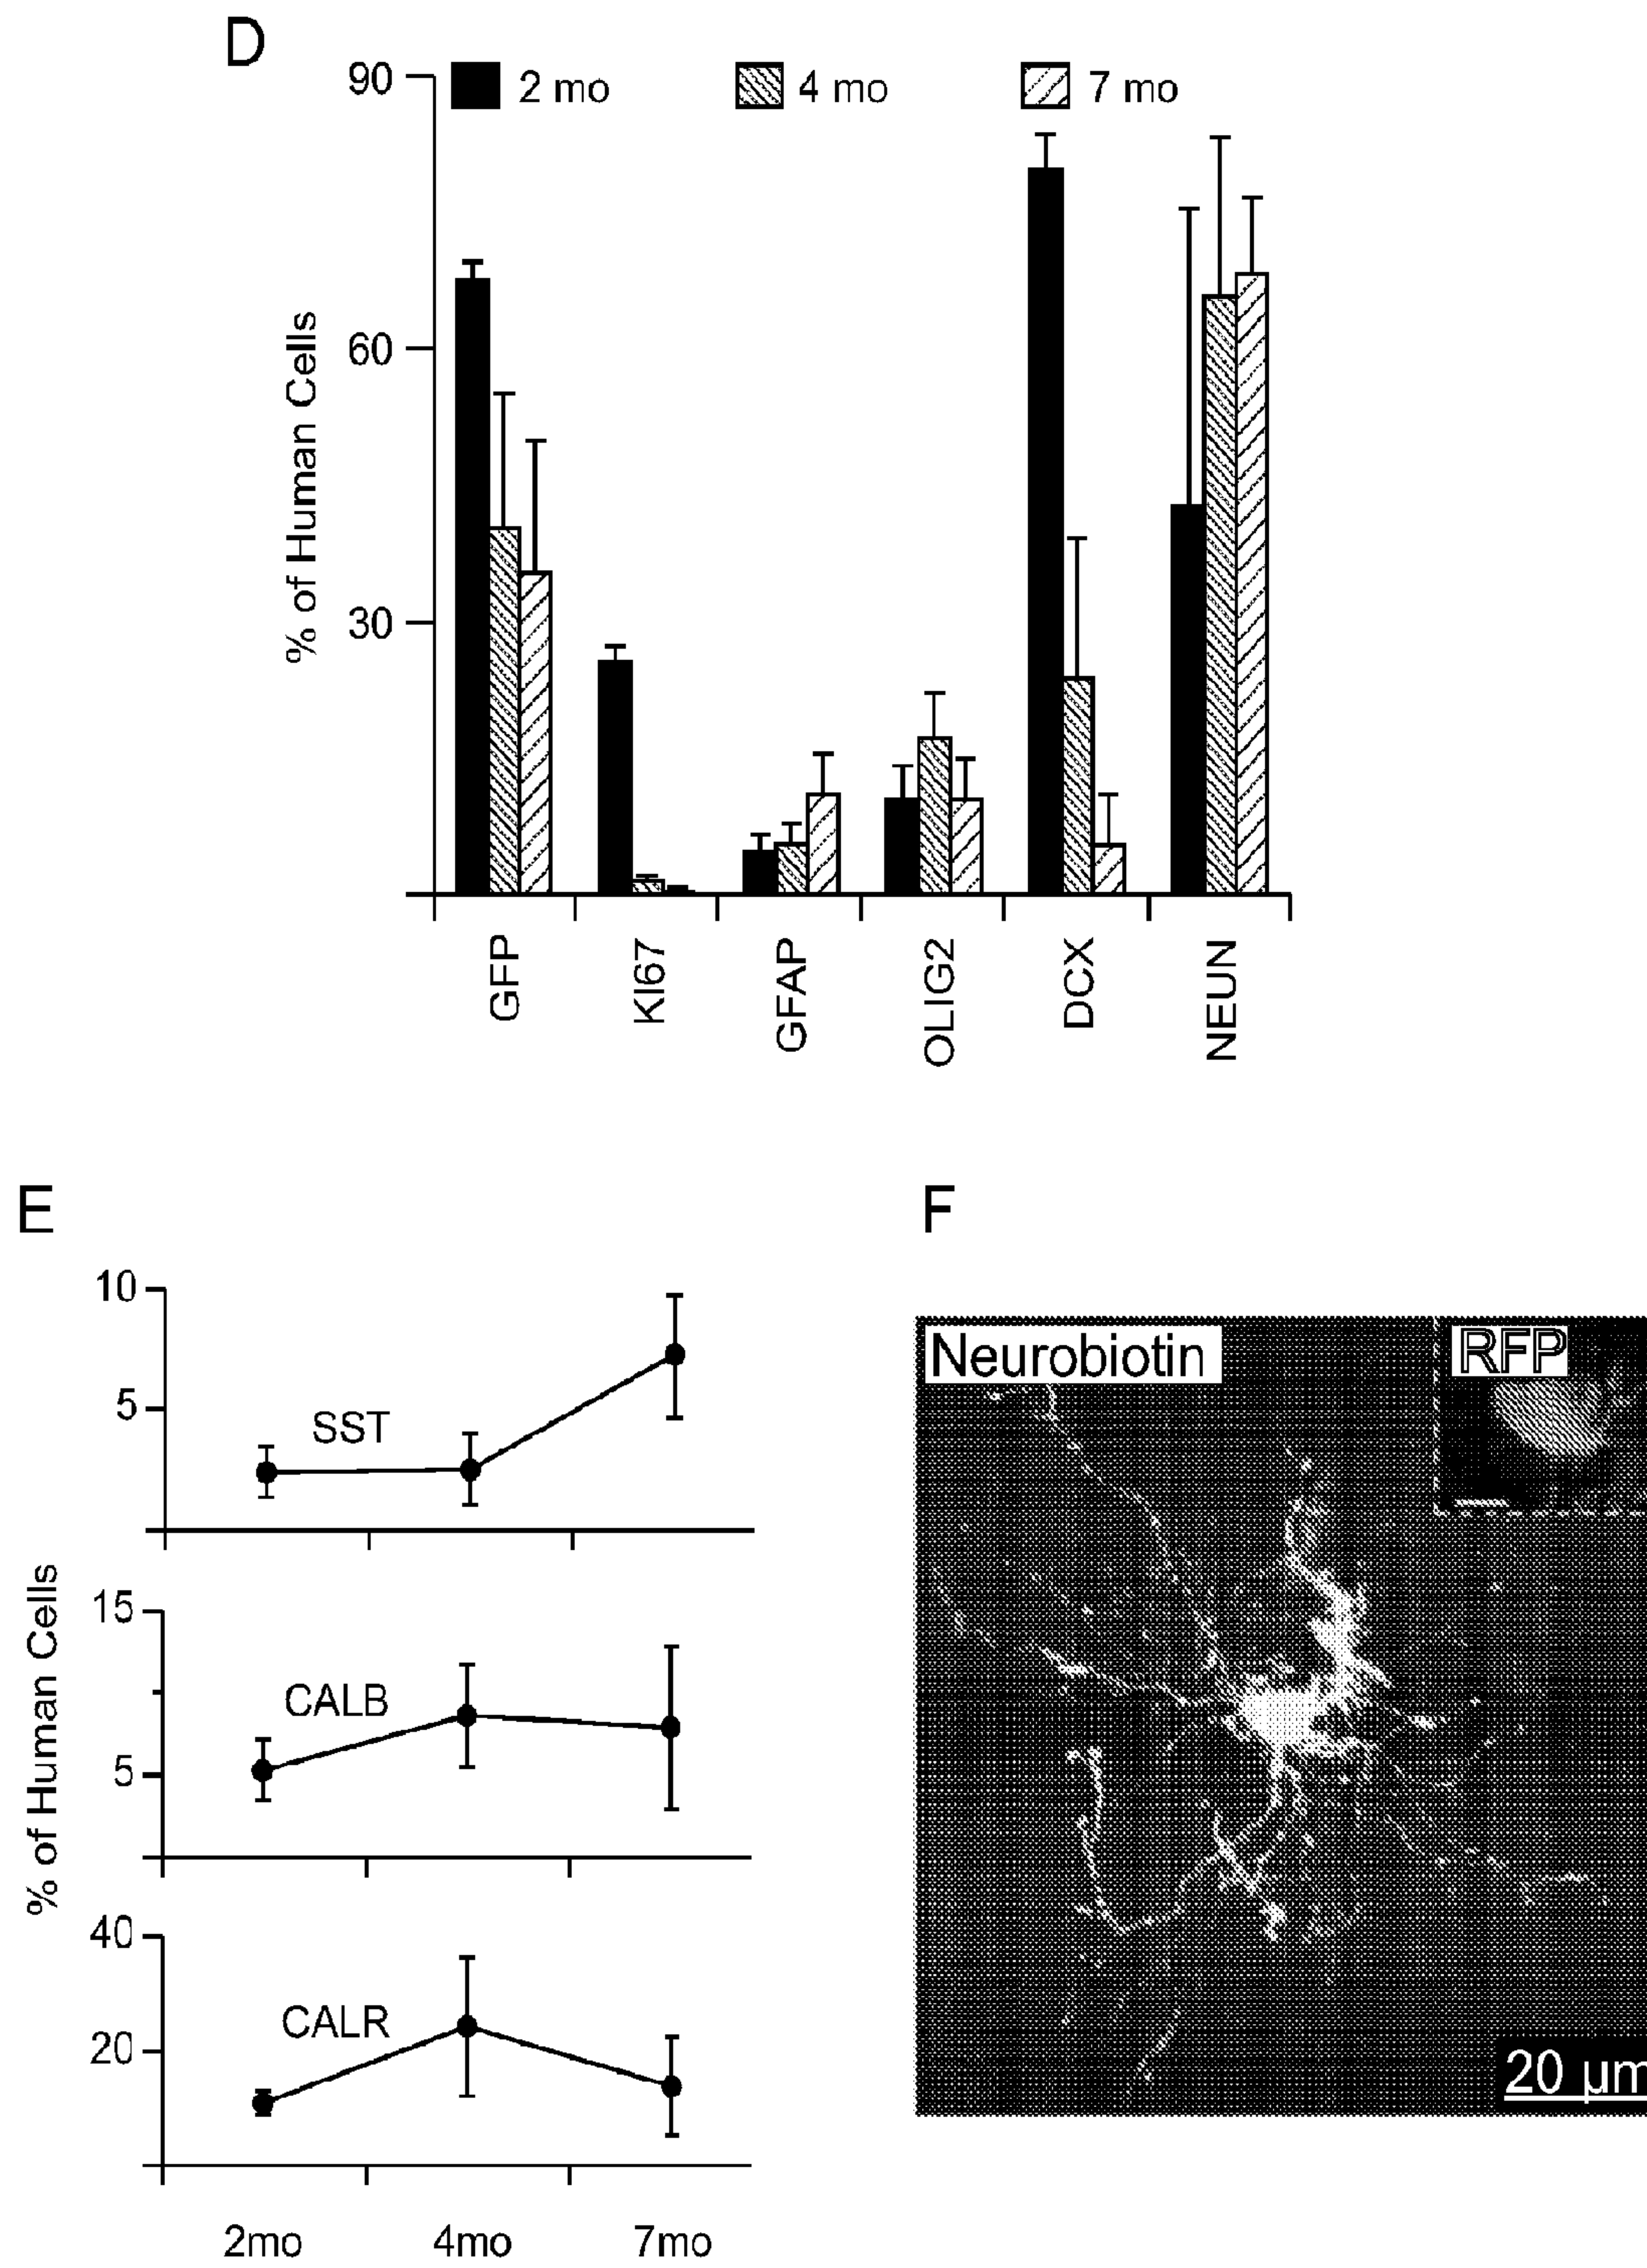 D
90 2 mo 4 mo 7 mo
60
30
% of Human Cells
GFP KI67 GFAP OLIG2 DCX NEUN
E
10
5
SST
15
CALB
5
% of Human Cells
40
CALR
20
2mo 4mo 7mo
F
Neurobiotin RFP
20 µm